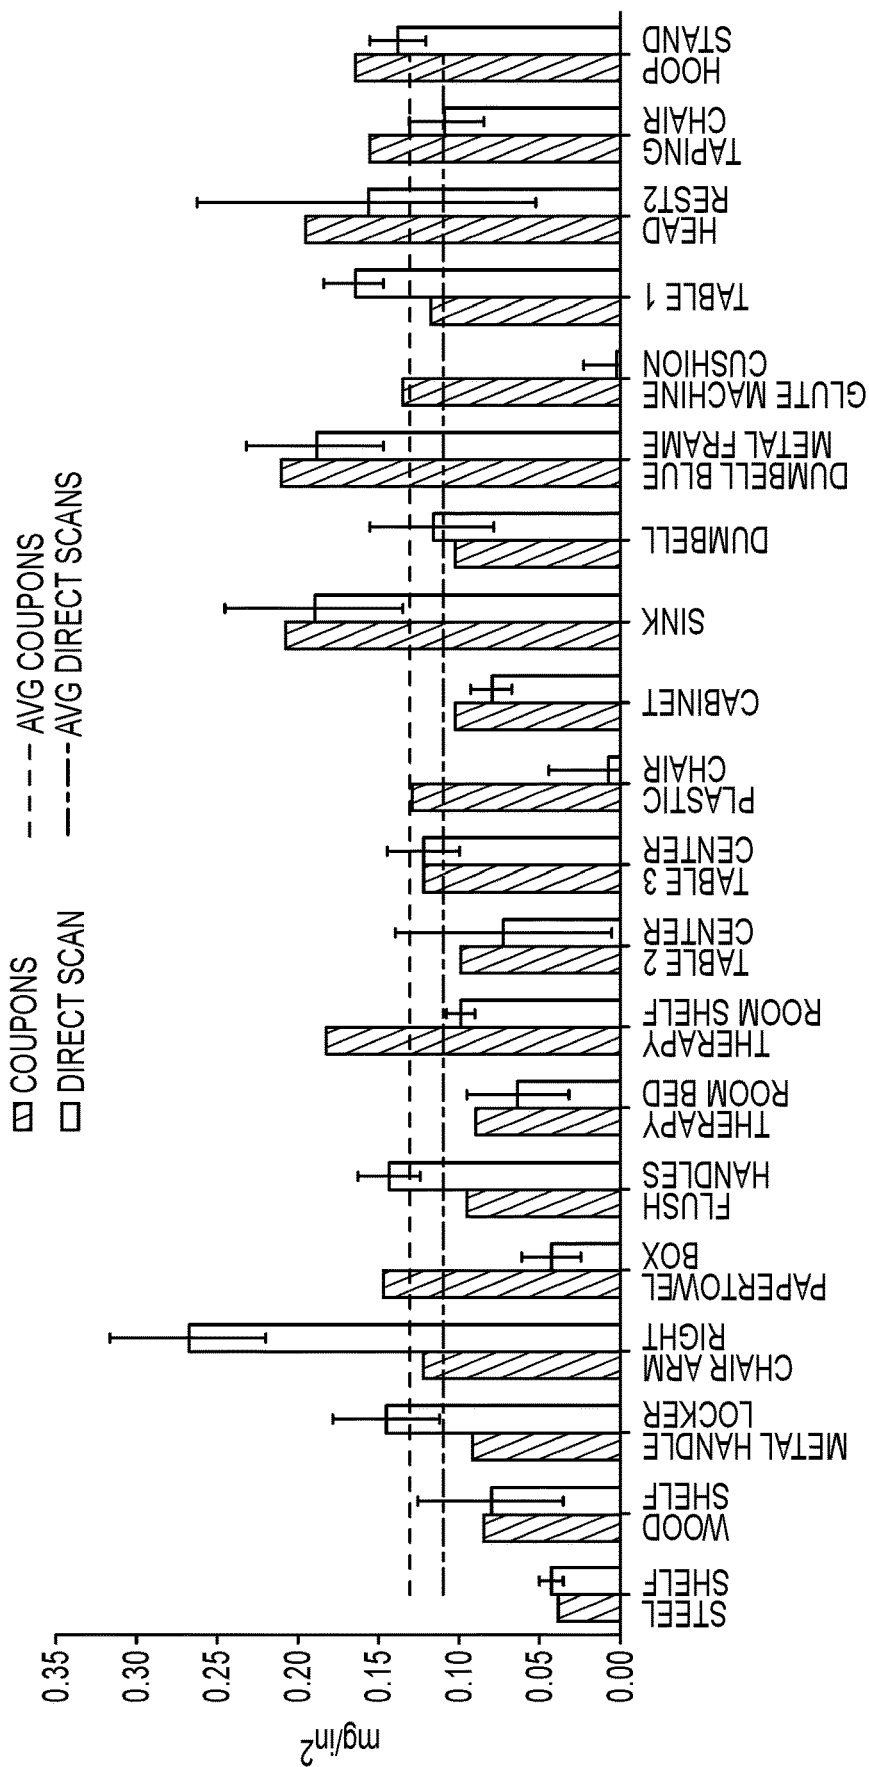 COUPONS
DIRECT SCAN
AVG COUPONS
AVG DIRECT SCANS
mg/in²
0.35
0.30
0.25
0.20
0.15
0.10
0.05
0.00
STEEL
SHELF
WOOD
SHELF
METAL HANDLE
LOCKER
CHAIR ARM
RIGHT
PAPERTOWEL
BOX
FLUSH
HANDLES
THERAPY
ROOM BED
THERAPY
ROOM SHELF
TABLE 2
CENTER
TABLE 3
CENTER
PLASTIC
CHAIR
CABINET
SINK
DUMBELL
DUMBELL BLUE
METAL FRAME
GLUTE MACHINE
CUSHION
TABLE 1
HEAD
REST2
TAPING
CHAIR
HOOP
STAND